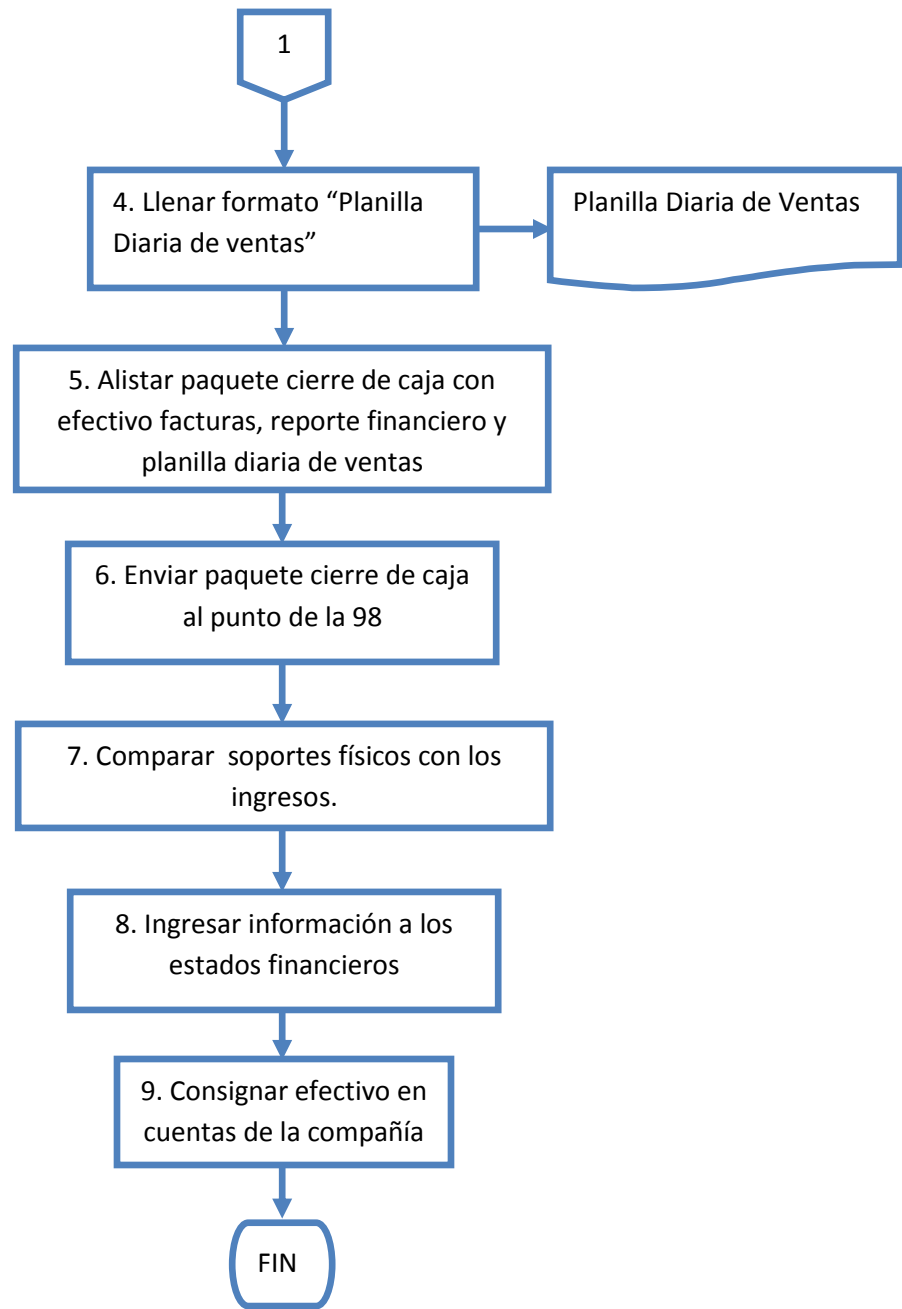 1
4. Llenar formato “Planilla
Diaria de ventas”
Planilla Diaria de Ventas
5. Alistar paquete cierre de caja con
efectivo facturas, reporte financiero y
planilla diaria de ventas
6. Enviar paquete cierre de caja
al punto de la 98
7. Comparar  soportes físicos con los
ingresos.
8. Ingresar información a los
estados financieros
9. Consignar efectivo en
cuentas de la compañía
FIN